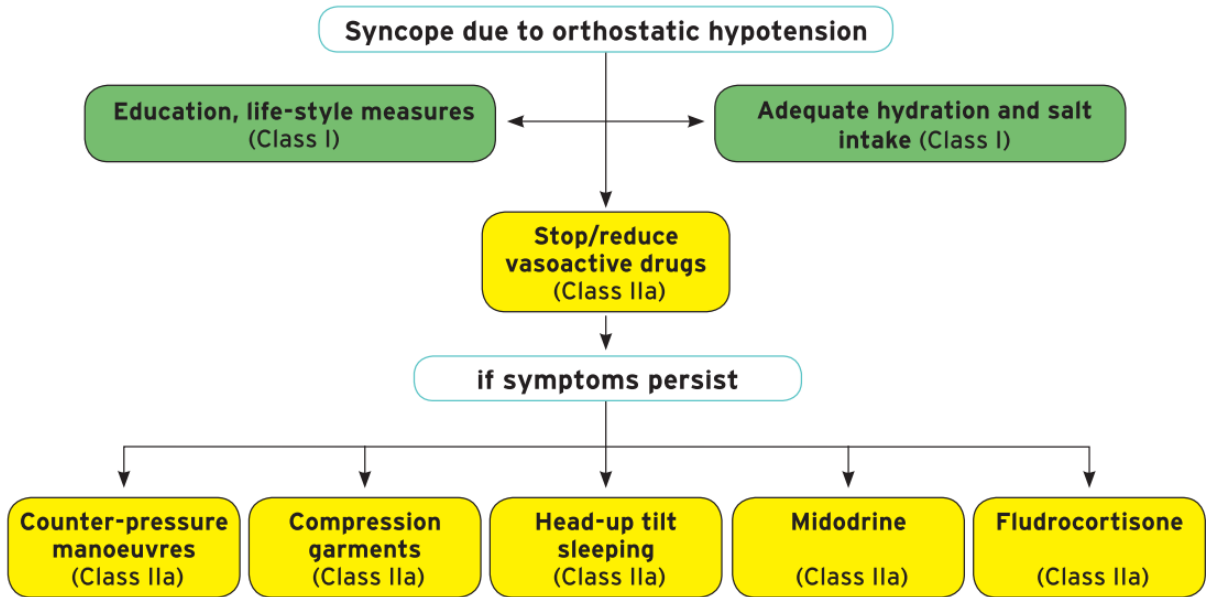 Syncope due to orthostatic hypotension
Education, life-style measures
(Class I)
Adequate hydration and salt
intake (Class I)
Stop/reduce
vasoactive drugs
(Class IIa)
if symptoms persist
Counter-pressure
manoeuvres
(Class IIa)
Compression
garments
(Class IIa)
Head-up tilt
sleeping
(Class IIa)
Midodrine
(Class IIa)
Fludrocortisone
(Class IIa)